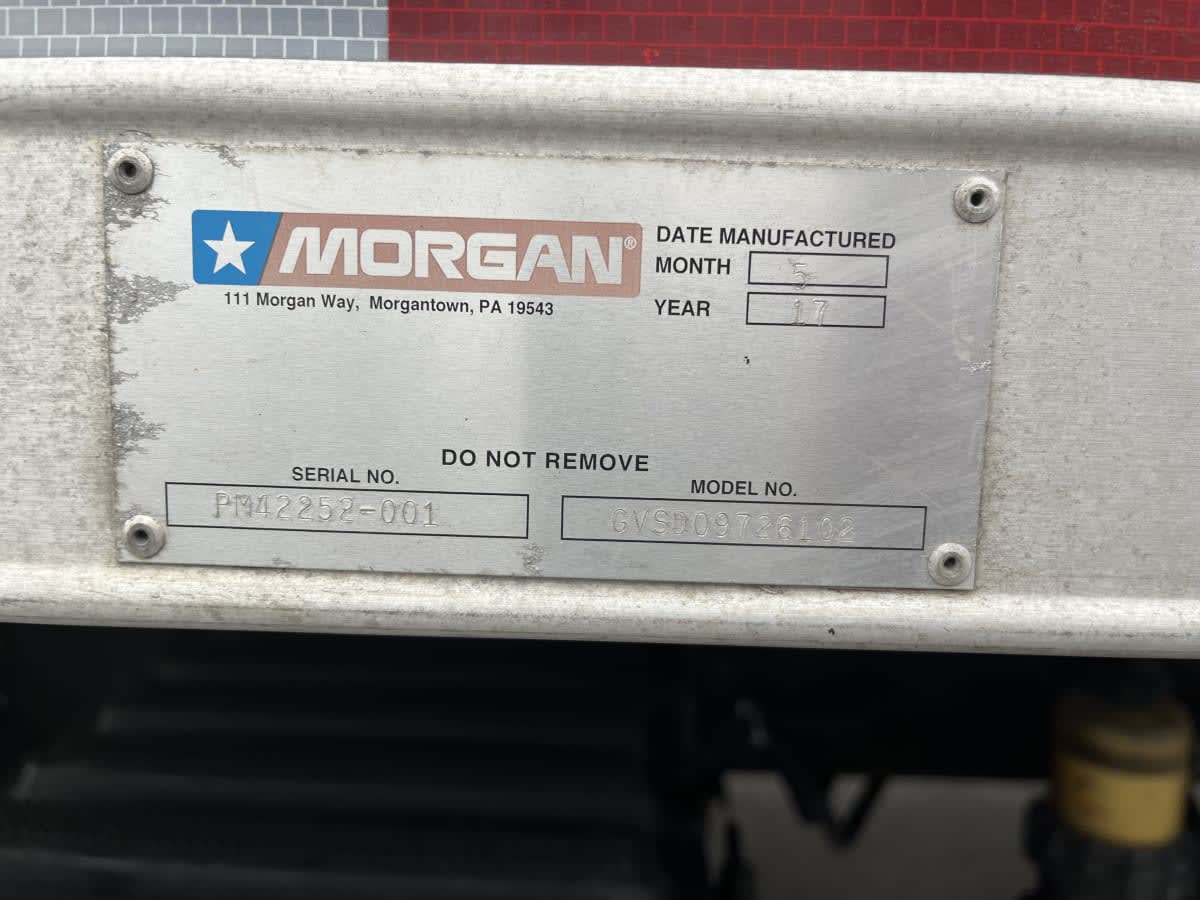 MORGAN®
111 Morgan Way, Morgantown, PA 19543
DATE MANUFACTURED
MONTH 5
YEAR 17
DO NOT REMOVE
SERIAL NO.
PM42252-001
MODEL NO.
GVSD09726102